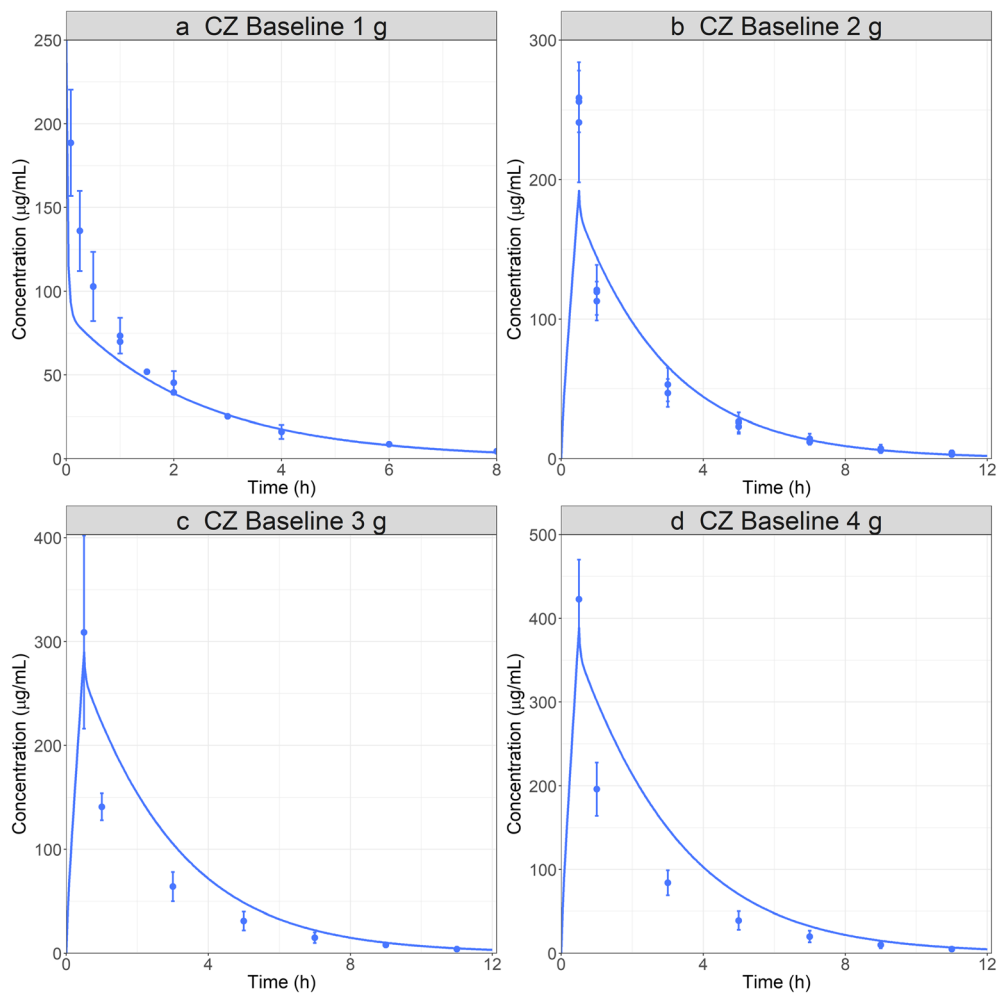 a CZ Baseline 1 g
250
200
150
100
50
0
Concentration (µg/mL)
0 2 4 6 8
Time (h)
b CZ Baseline 2 g
300
200
100
0
Concentration (µg/mL)
0 4 8 12
Time (h)
c CZ Baseline 3 g
400
300
200
100
0
Concentration (µg/mL)
0 4 8 12
Time (h)
d CZ Baseline 4 g
500
400
300
200
100
0
Concentration (µg/mL)
0 4 8 12
Time (h)